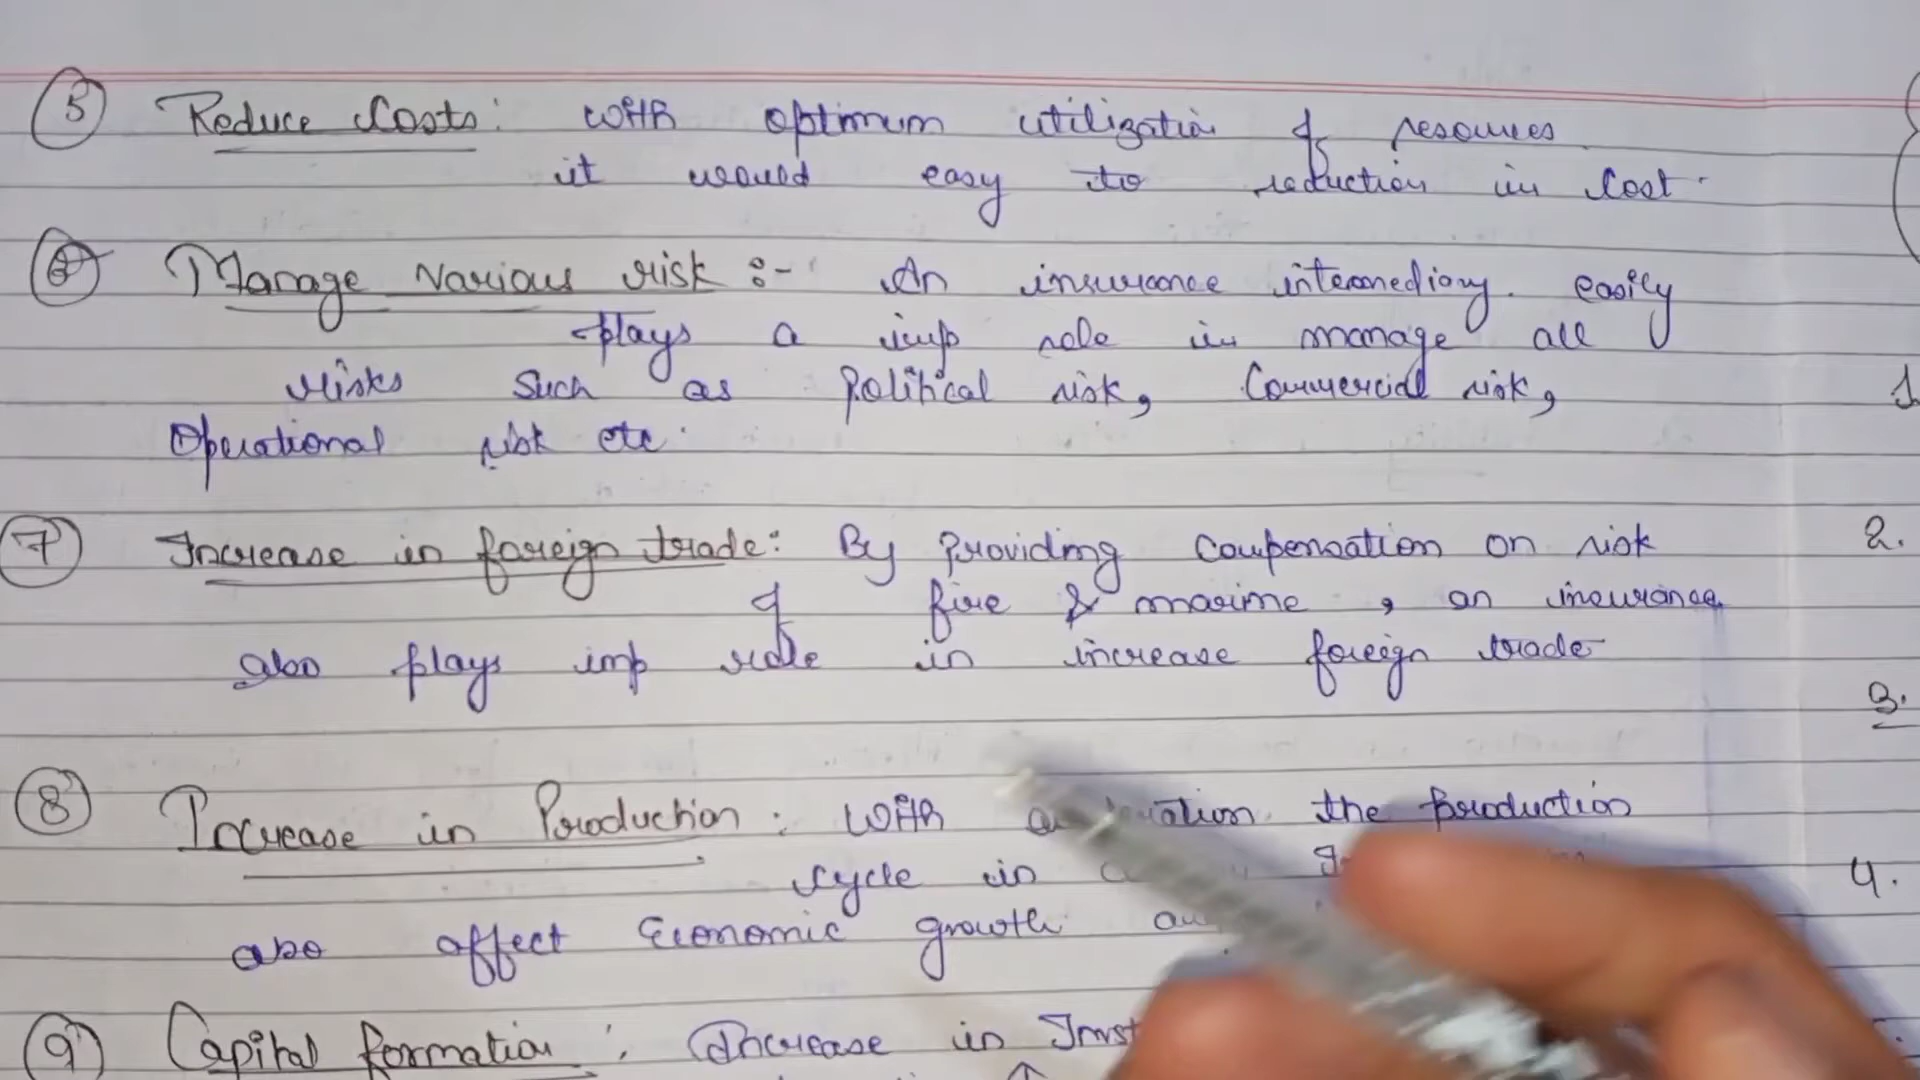 5 Reduce Costs: With optimum utilization of resources
it would easy to reduction in Cost.
6 Manage Various risk :- An insurance intermediary. easily
plays a imp role in manage all
risks Such as Political risk, Commercial risk,
Operational risk etc.
7 Increase in foreign trade: By Providing Compensation on risk
of fire & marine , an insurance
also plays imp role in increase foreign trade
8 Increase in Production: With the production
cycle in
also affect Economic growth
9 Capital formation: Increase in
1.
2.
3.
4.